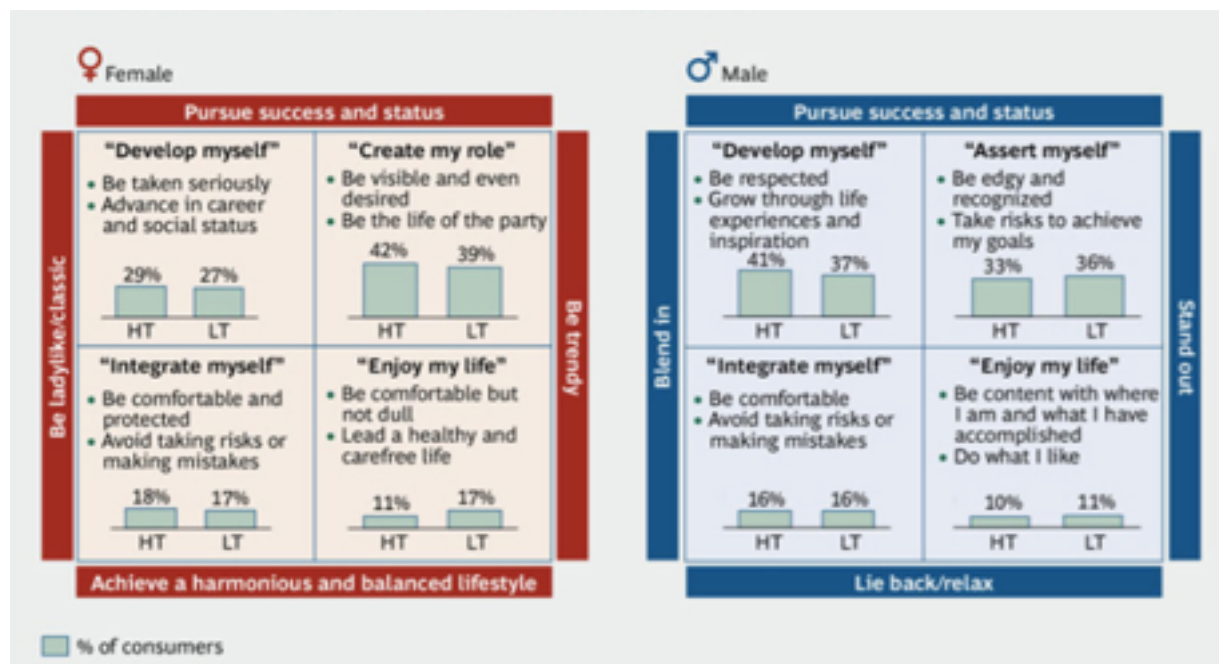 Female
Pursue success and status
Be ladylike/classic
“Develop myself”
• Be taken seriously
• Advance in career
and social status
29% 27%
HT LT
“Create my role”
• Be visible and even
desired
• Be the life of the party
42% 39%
HT LT
“Integrate myself”
• Be comfortable and
protected
• Avoid taking risks or
making mistakes
18% 17%
HT LT
“Enjoy my life”
• Be comfortable but
not dull
• Lead a healthy and
carefree life
11% 17%
HT LT
Be trendy
Achieve a harmonious and balanced lifestyle
Male
Pursue success and status
Blend in
“Develop myself”
• Be respected
• Grow through life
experiences and
inspiration
41% 37%
HT LT
“Assert myself”
• Be edgy and
recognized
• Take risks to achieve
my goals
33% 36%
HT LT
“Integrate myself”
• Be comfortable
• Avoid taking risks or
making mistakes
16% 16%
HT LT
“Enjoy my life”
• Be content with where
I am and what I have
accomplished
• Do what I like
10% 11%
HT LT
Stand out
Lie back/relax
% of consumers